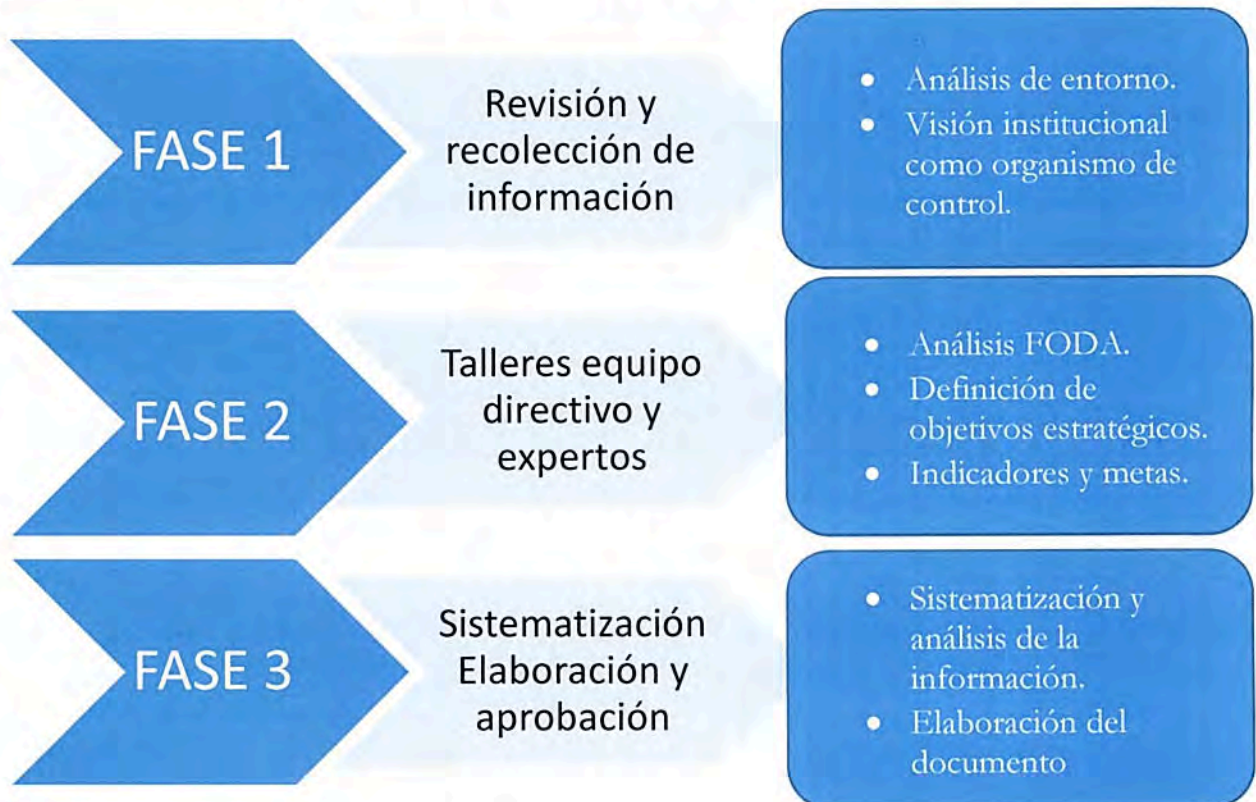 FASE 1
Revisión y
recolección de
información
• Análisis de entorno.
• Visión institucional
como organismo de
control.
FASE 2
Talleres equipo
directivo y
expertos
• Análisis FODA.
• Definición de
objetivos estratégicos.
• Indicadores y metas.
FASE 3
Sistematización
Elaboración y
aprobación
• Sistematización y
análisis de la
información.
• Elaboración del
documento